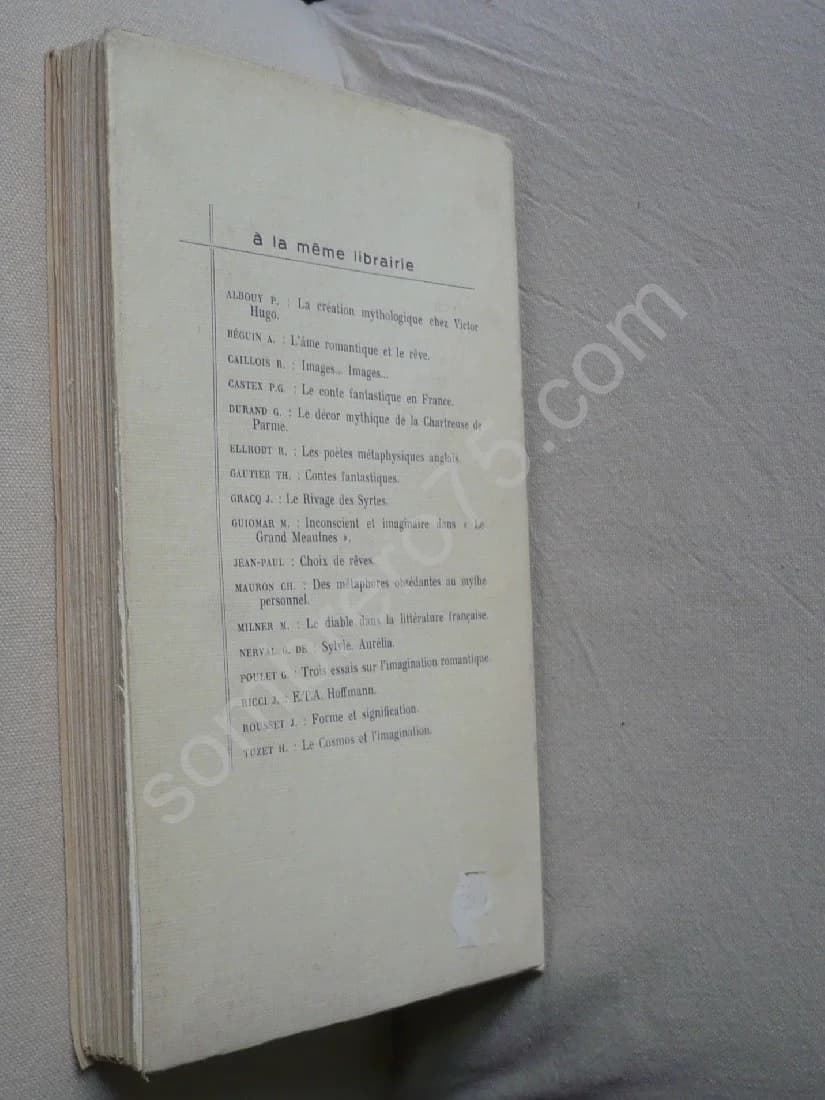 à la même librairie
ALBOUY P. : La création mythologique chez Victor
Hugo.
BÉGUIN A. : L'âme romantique et le rêve.
CAILLOIS R. : Images... Images...
CASTEX P.G. : Le conte fantastique en France.
DURAND G. : Le décor mythique de la Chartreuse de
Parme.
ELLRODT R. : Les poètes métaphysiques anglais.
GAUTIER TH. : Contes fantastiques.
GRACQ J. : Le Rivage des Syrtes.
GUIOMAR M. : Inconscient et imaginaire dans « Le
Grand Meaulnes ».
JEAN-PAUL : Choix de rêves.
MAURON CH. : Des métaphores obsédantes au mythe
personnel.
MILNER M. : Le diable dans la littérature française.
NERVAL G. DE : Sylvie. Aurélia.
POULET G. : Trois essais sur l'imagination romantique
RICCI J. : E.T.A. Hoffmann.
ROUSSET J. : Forme et signification.
TUZET H. : Le Cosmos et l'imagination.
sombrero75.com